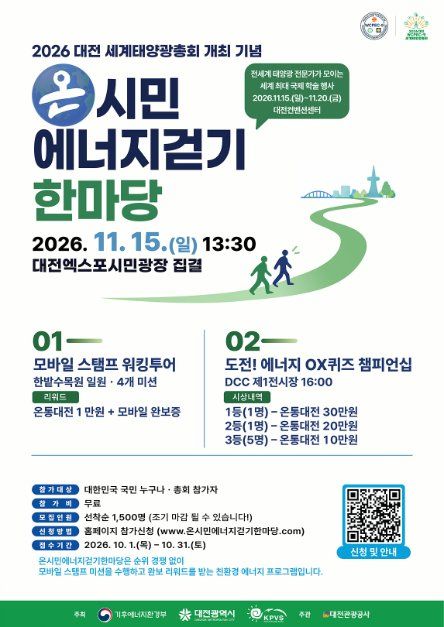 2026 대전 세계태양광총회 개최 기념
온시민
에너지걷기
한마당
전세계 태양광 전문가가 모이는
세계 최대 국제 학술 행사
2026.11.15.(일)~11.20.(금)
대전컨벤션센터
2026. 11. 15.(일) 13:30
대전엑스포시민광장 집결
01
모바일 스탬프 워킹투어
한밭수목원 일원 · 4개 미션
리워드
온통대전 1만원 + 모바일 완보증
02
도전! 에너지 OX퀴즈 챔피언십
DCC 제1전시장 16:00
시상내역
1등(1명) – 온통대전 30만원
2등(1명) – 온통대전 20만원
3등(5명) – 온통대전 10만원
참가대상 대한민국 국민 누구나 · 총회 참가자
참가비 무료
모집인원 선착순 1,500명 (조기 마감 될 수 있습니다!)
신청방법 홈페이지 참가신청 (www.온시민에너지걷기한마당.com)
접수기간 2026. 10. 1.(목) – 10. 31.(토)
온시민에너지걷기한마당은 순위 경쟁 없이
모바일 스탬프 미션을 수행하고 완보 리워드를 받는 친환경 에너지 프로그램입니다.
신청 및 안내
주최 기후에너지환경부 대전광역시 KPVS 주관 대전관광공사